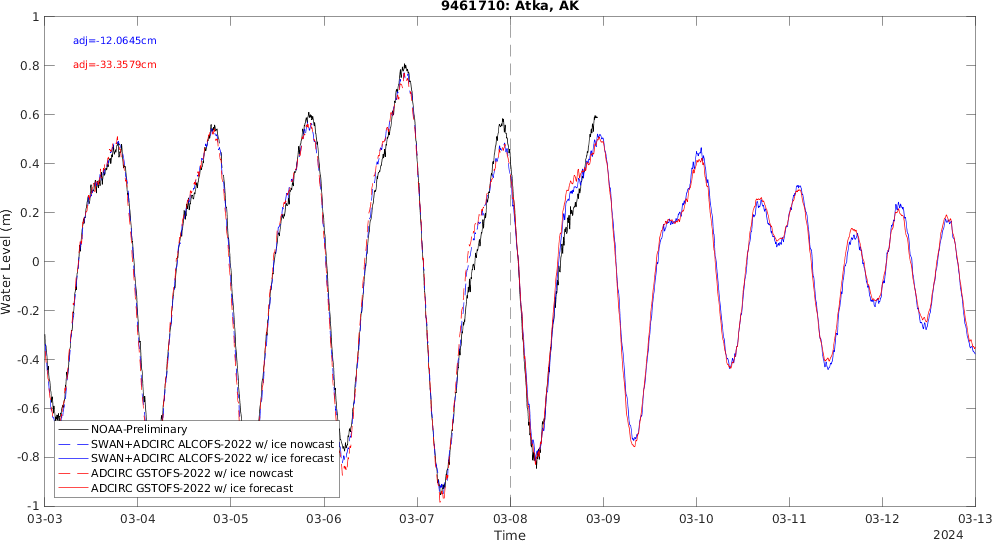 9461710: Atka, AK
adj=-12.0645cm
adj=-33.3579cm
Water Level (m)
1
0.8
0.6
0.4
0.2
0
-0.2
-0.4
-0.6
-0.8
-1
NOAA-Preliminary
SWAN+ADCIRC ALCOFS-2022 w/ ice nowcast
SWAN+ADCIRC ALCOFS-2022 w/ ice forecast
ADCIRC GSTOFS-2022 w/ ice nowcast
ADCIRC GSTOFS-2022 w/ ice forecast
03-03 03-04 03-05 03-06 03-07 03-08 03-09 03-10 03-11 03-12 03-13
Time
2024